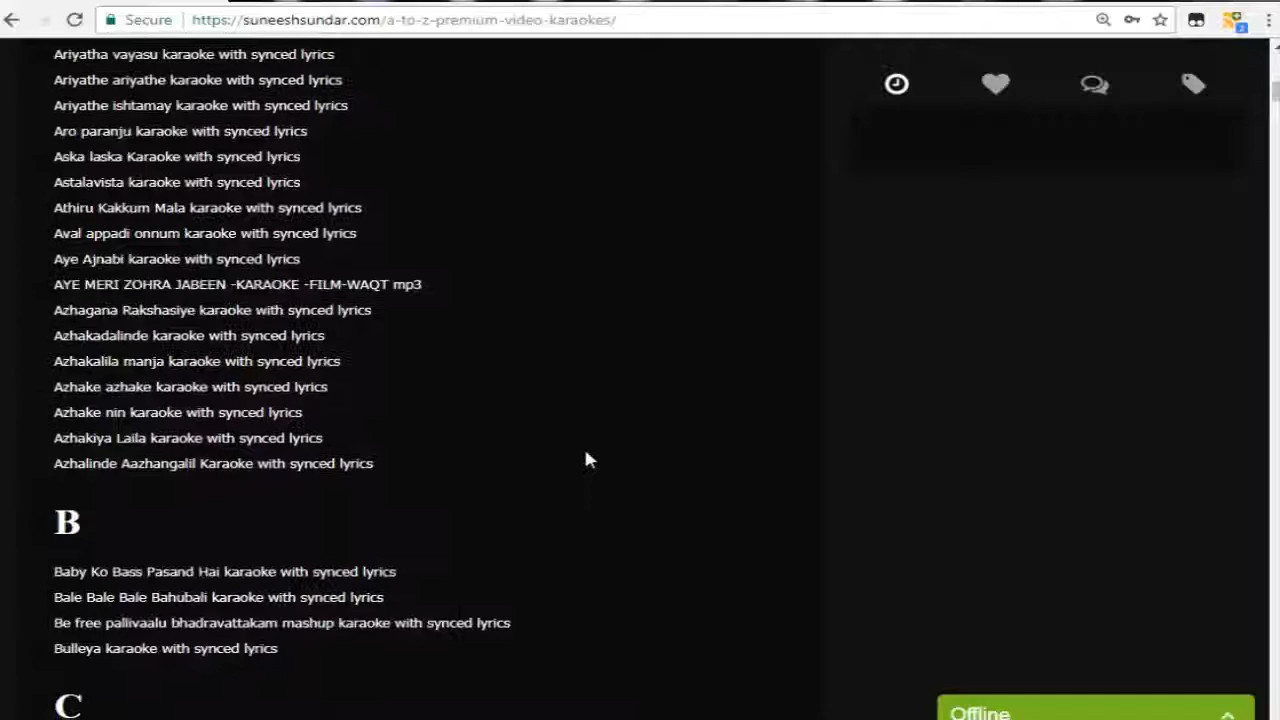 Secure https://suneeshsundar.com/a-to-z-premium-video-karaokes/
2
Ariyatha vayasu karaoke with synced lyrics
Ariyathe ariyathe karaoke with synced lyrics
Ariyathe ishtamay karaoke with synced lyrics
Aro paranju karaoke with synced lyrics
Aska laska Karaoke with synced lyrics
Astalavista karaoke with synced lyrics
Athiru Kakkum Mala karaoke with synced lyrics
Aval appadi onnum karaoke with synced lyrics
Aye Ajnabi karaoke with synced lyrics
AYE MERI ZOHRA JABEEN -KARAOKE -FILM-WAQT mp3
Azhagana Rakshasiye karaoke with synced lyrics
Azhakadalinde karaoke with synced lyrics
Azhakalila manja karaoke with synced lyrics
Azhake azhake karaoke with synced lyrics
Azhake nin karaoke with synced lyrics
Azhakiya Laila karaoke with synced lyrics
Azhalinde Aazhangalil Karaoke with synced lyrics
B
Baby Ko Bass Pasand Hai karaoke with synced lyrics
Bale Bale Bale Bahubali karaoke with synced lyrics
Be free pallivaalu bhadravattakam mashup karaoke with synced lyrics
Bulleya karaoke with synced lyrics
C
Offline